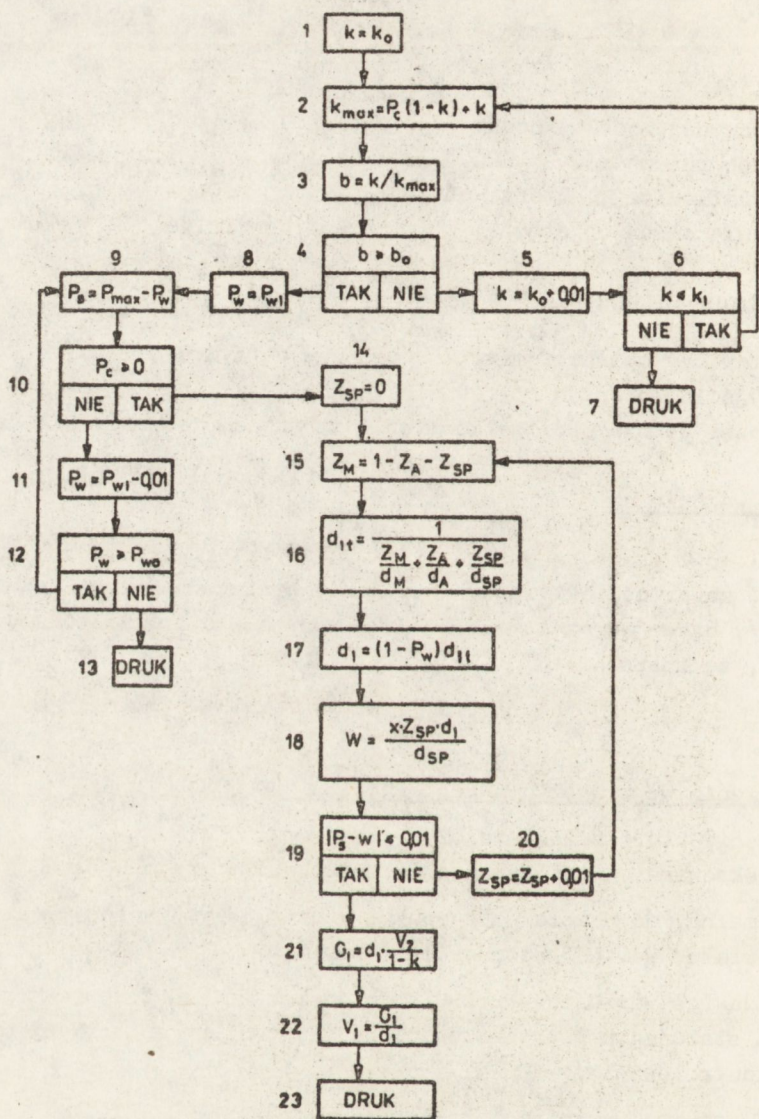 1 k = k₀
2 k_max = P_c (1 - k) + k
3 b = k / k_max
4 b ⩾ b₀
TAK NIE
5 k = k₀ + 0,01
6 k ⩽ k₁
NIE TAK
7 DRUK
8 P_w = P_w1
9 P_s = P_max - P_w
10 P_c ⩾ 0
NIE TAK
11 P_w = P_w1 - 0,01
12 P_w ⩾ P_wo
TAK NIE
13 DRUK
14 Z_SP = 0
15 Z_M = 1 - Z_A - Z_SP
16 d_1t = 1 / (Z_M/d_M + Z_A/d_A + Z_SP/d_SP)
17 d_1 = (1 - P_w) d_1t
18 W = x·Z_SP·d_1 / d_SP
19 |P_s - w| ⩽ 0,01
TAK NIE
20 Z_SP = Z_SP + 0,01
21 G_1 = d_1 · V_2 / (1 - k)
22 V_1 = G_1 / d_1
23 DRUK